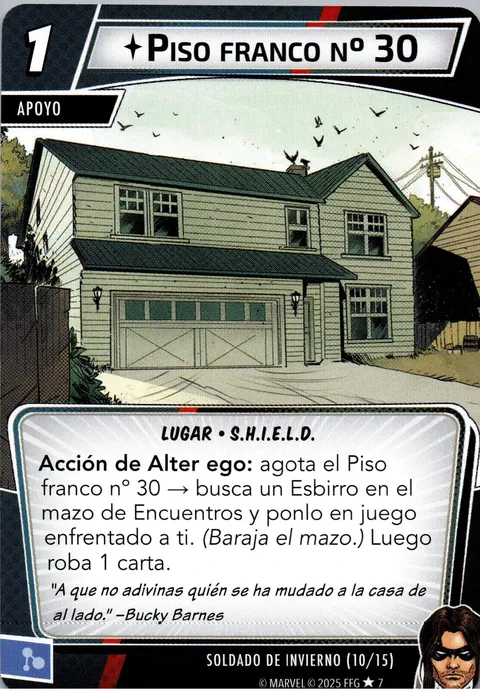 1
PISO FRANCO Nº 30
APOYO
LUGAR • S.H.I.E.L.D.
Acción de Alter ego: agota el Piso
franco nº 30 → busca un Esbirro en el
mazo de Encuentros y ponlo en juego
enfrentado a ti. (Baraja el mazo.) Luego
roba 1 carta.
"A que no adivinas quién se ha mudado a la casa de
al lado." –Bucky Barnes
SOLDADO DE INVIERNO (10/15)
© MARVEL © 2025 FFG ★ 7